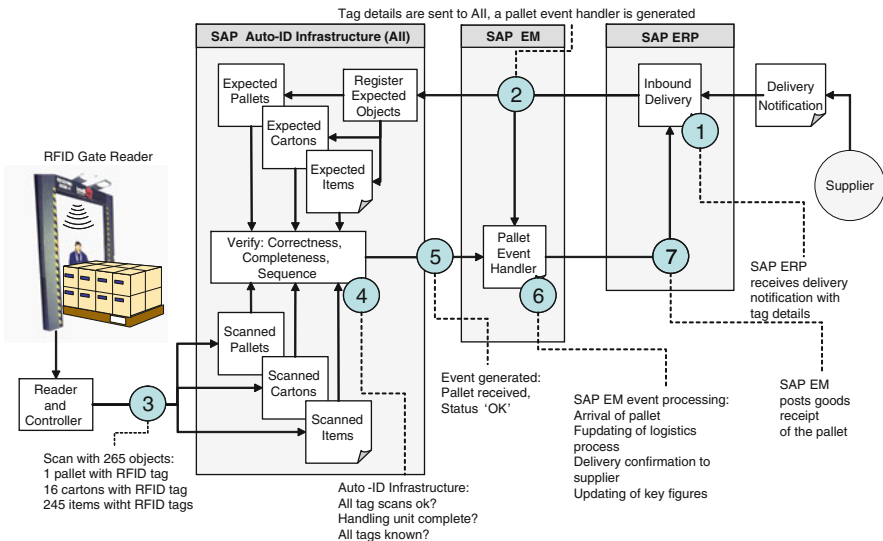 Tag details are sent to AII, a pallet event handler is generated
SAP Auto-ID Infrastructure (AII)
SAP EM
SAP ERP
Expected
Pallets
Register
Expected
Objects
2
Inbound
Delivery
Delivery
Notification
Expected
Cartons
1
RFID Gate Reader
Expected
Items
Supplier
Verify: Correctness,
Completeness,
Sequence
5
Pallet
Event
Handler
7
4
6
SAP ERP
receives delivery
notification with
tag details
Scanned
Pallets
Scanned
Cartons
Reader
and
Controller
3
Scanned
Items
Event generated:
Pallet received,
Status ‘OK’
SAP EM event processing:
Arrival of pallet
Fupdating of logistics
process
Delivery confirmation to
supplier
Updating of key figures
SAP EM
posts goods
receipt
of the pallet
Scan with 265 objects:
1 pallet with RFID tag
16 cartons with RFID tag
245 items witht RFID tags
Auto -ID Infrastructure:
All tag scans ok?
Handling unit complete?
All tags known?